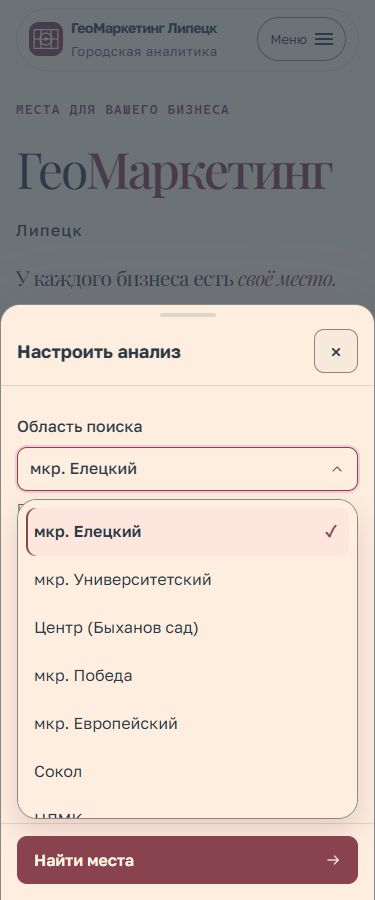 ГеоМаркетинг Липецк
Городская аналитика
Меню
МЕСТА ДЛЯ ВАШЕГО БИЗНЕСА
ГеоМаркетинг
Липецк
У каждого бизнеса есть своё место.
Настроить анализ
Область поиска
мкр. Елецкий
мкр. Елецкий
мкр. Университетский
Центр (Быханов сад)
мкр. Победа
мкр. Европейский
Сокол
Найти места